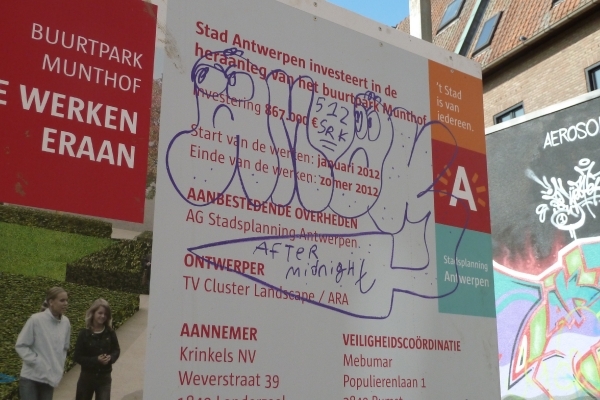 BUURTPARK
MUNTHOF
E WERKEN
ERAAN
Stad Antwerpen investeert in de
heraanleg van het buurtpark Munthof
Investering 867.000 €
Start van de werken: januari 2012
Einde van de werken: zomer 2012
AANBESTEDENDE OVERHEDEN
AG Stadsplanning Antwerpen.
ONTWERPER
TV Cluster Landscape / ARA
AANNEMER
Krinkels NV
Weverstraat 39
VEILIGHEIDSCOÖRDINATIE
Mebumar
Populierenlaan 1
't Stad
is van
iedereen.
A
Stadsplanning
Antwerpen
512
SRK
AFTER
MIDNIGHT
AEROSO